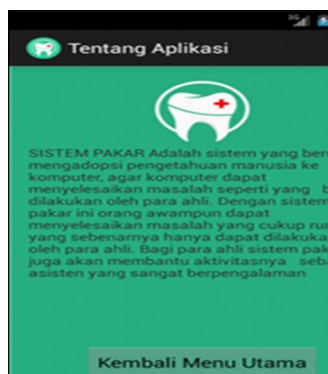 3G
Tentang Aplikasi
SISTEM PAKAR Adalah sistem yang
mengadopsi pengetahuan manusia ke
komputer, agar komputer dapat
menyelesaikan masalah seperti yang
dilakukan oleh para ahli. Dengan sistem
pakar ini orang awampun dapat
menyelesaikan masalah yang cukup
yang sebenarnya hanya dapat
oleh para ahli. Bagi para ahli sistem
juga akan membantu aktivitasnya
asisten yang sangat berpengalaman
Kembali Menu Utama